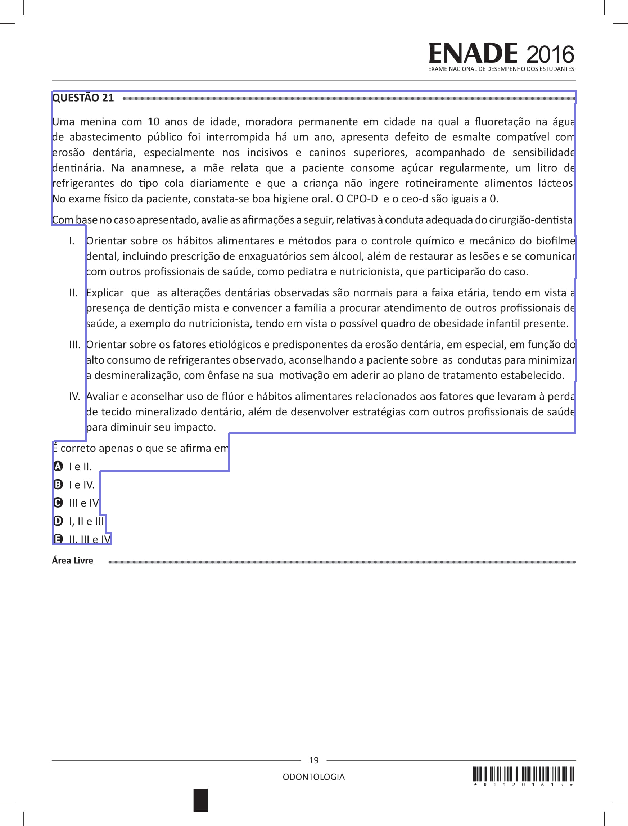 ENADE 2016
EXAME NACIONAL DE DESEMPENHO DOS ESTUDANTES
QUESTÃO 21
Uma menina com 10 anos de idade, moradora permanente em cidade na qual a fluoretação na água
de abastecimento público foi interrompida há um ano, apresenta defeito de esmalte compatível com
erosão dentária, especialmente nos incisivos e caninos superiores, acompanhado de sensibilidade
dentinária. Na anamnese, a mãe relata que a paciente consome açúcar regularmente, um litro de
refrigerantes do tipo cola diariamente e que a criança não ingere rotineiramente alimentos lácteos.
No exame físico da paciente, constata-se boa higiene oral. O CPO-D e o ceo-d são iguais a 0.
Com base no caso apresentado, avalie as afirmações a seguir, relativas à conduta adequada do cirurgião-dentista.
I. Orientar sobre os hábitos alimentares e métodos para o controle químico e mecânico do biofilme
dental, incluindo prescrição de enxaguatórios sem álcool, além de restaurar as lesões e se comunicar
com outros profissionais de saúde, como pediatra e nutricionista, que participarão do caso.
II. Explicar que as alterações dentárias observadas são normais para a faixa etária, tendo em vista a
presença de dentição mista e convencer a família a procurar atendimento de outros profissionais de
saúde, a exemplo do nutricionista, tendo em vista o possível quadro de obesidade infantil presente.
III. Orientar sobre os fatores etiológicos e predisponentes da erosão dentária, em especial, em função do
alto consumo de refrigerantes observado, aconselhando a paciente sobre as condutas para minimizar
a desmineralização, com ênfase na sua motivação em aderir ao plano de tratamento estabelecido.
IV. Avaliar e aconselhar uso de flúor e hábitos alimentares relacionados aos fatores que levaram à perda
de tecido mineralizado dentário, além de desenvolver estratégias com outros profissionais de saúde
para diminuir seu impacto.
É correto apenas o que se afirma em
A I e II.
B I e IV.
C III e IV.
D I, II e III.
E II, III e IV.
Área Livre
19
ODONTOLOGIA